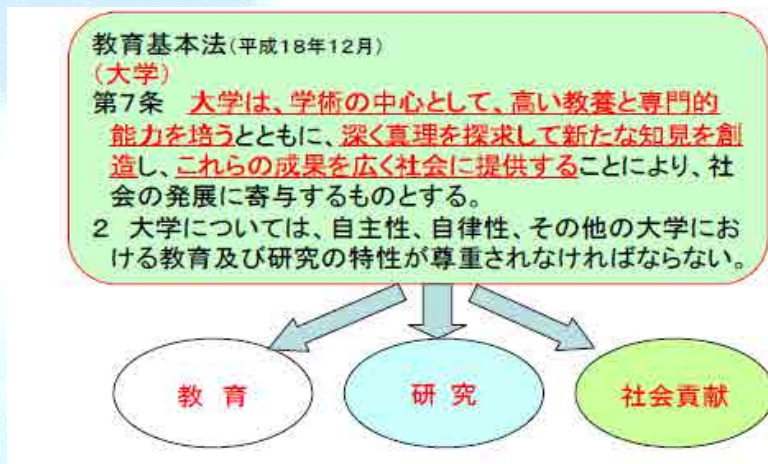 教育基本法(平成18年12月)
(大学)
第7条　大学は、学術の中心として、高い教養と専門的
能力を培うとともに、深く真理を探求して新たな知見を創
造し、これらの成果を広く社会に提供することにより、社
会の発展に寄与するものとする。
2　大学については、自主性、自律性、その他の大学にお
ける教育及び研究の特性が尊重されなければならない。
教　育
研　究
社会貢献